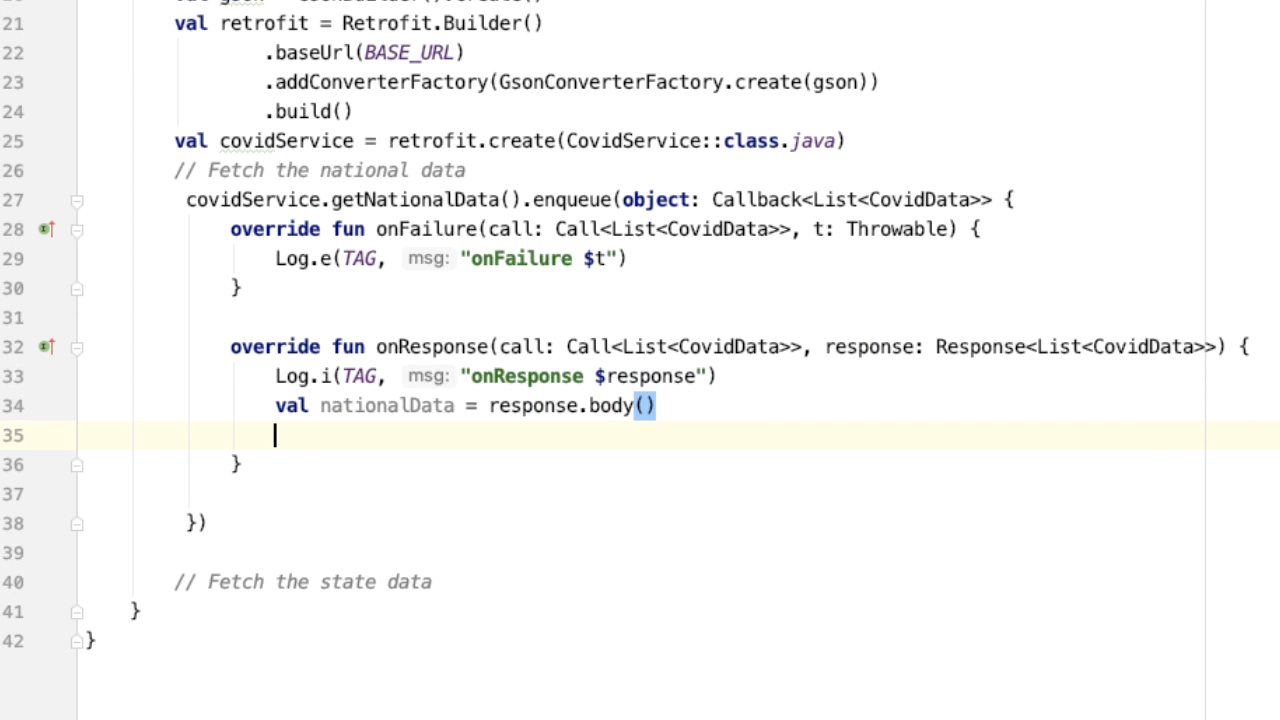 21 val retrofit = Retrofit.Builder()
22 .baseUrl(BASE_URL)
23 .addConverterFactory(GsonConverterFactory.create(gson))
24 .build()
25 val covidService = retrofit.create(CovidService::class.java)
26 // Fetch the national data
27 covidService.getNationalData().enqueue(object: Callback<List<CovidData>> {
28 override fun onFailure(call: Call<List<CovidData>>, t: Throwable) {
29 Log.e(TAG, msg: "onFailure $t")
30 }
31
32 override fun onResponse(call: Call<List<CovidData>>, response: Response<List<CovidData>>) {
33 Log.i(TAG, msg: "onResponse $response")
34 val nationalData = response.body()
35
36 }
37
38 })
39
40 // Fetch the state data
41 }
42 }